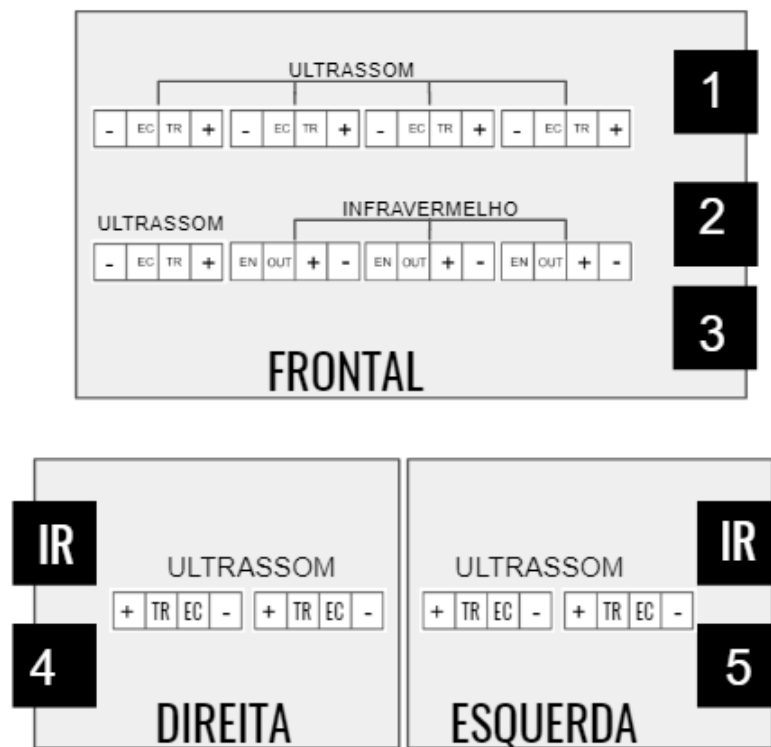 ULTRASSOM
1
- EC TR + - EC TR + - EC TR + - EC TR +
2
ULTRASSOM INFRAVERMELHO
- EC TR + EN OUT + - EN OUT + - EN OUT + -
3
FRONTAL
IR IR
ULTRASSOM ULTRASSOM
+ TR EC - + TR EC - + TR EC - + TR EC -
4 5
DIREITA ESQUERDA